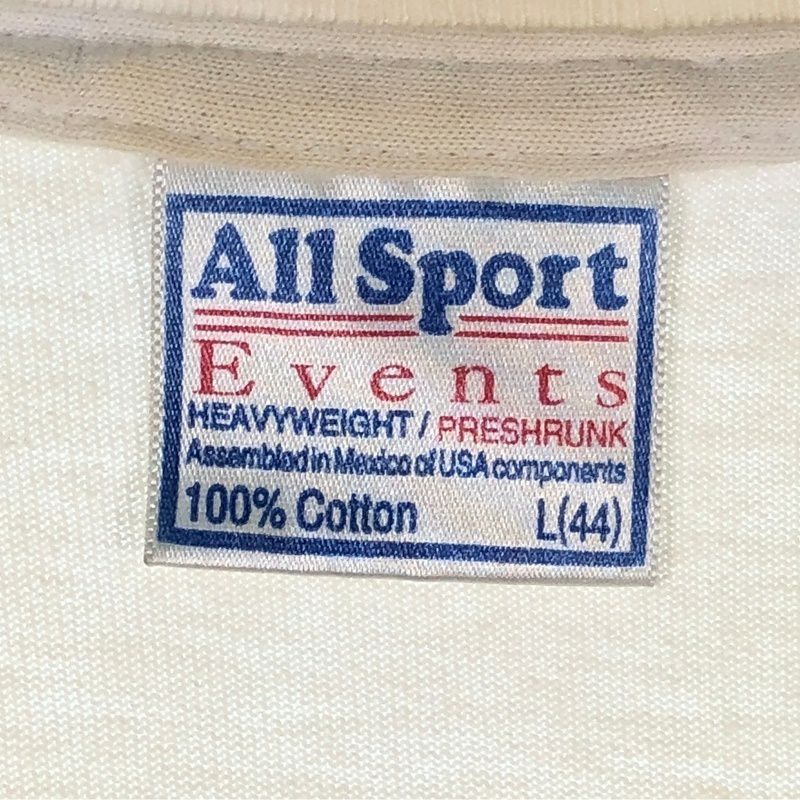 All Sport
Events
HEAVYWEIGHT / PRESHRUNK
Assembled in Mexico of USA components
100% Cotton L(44)